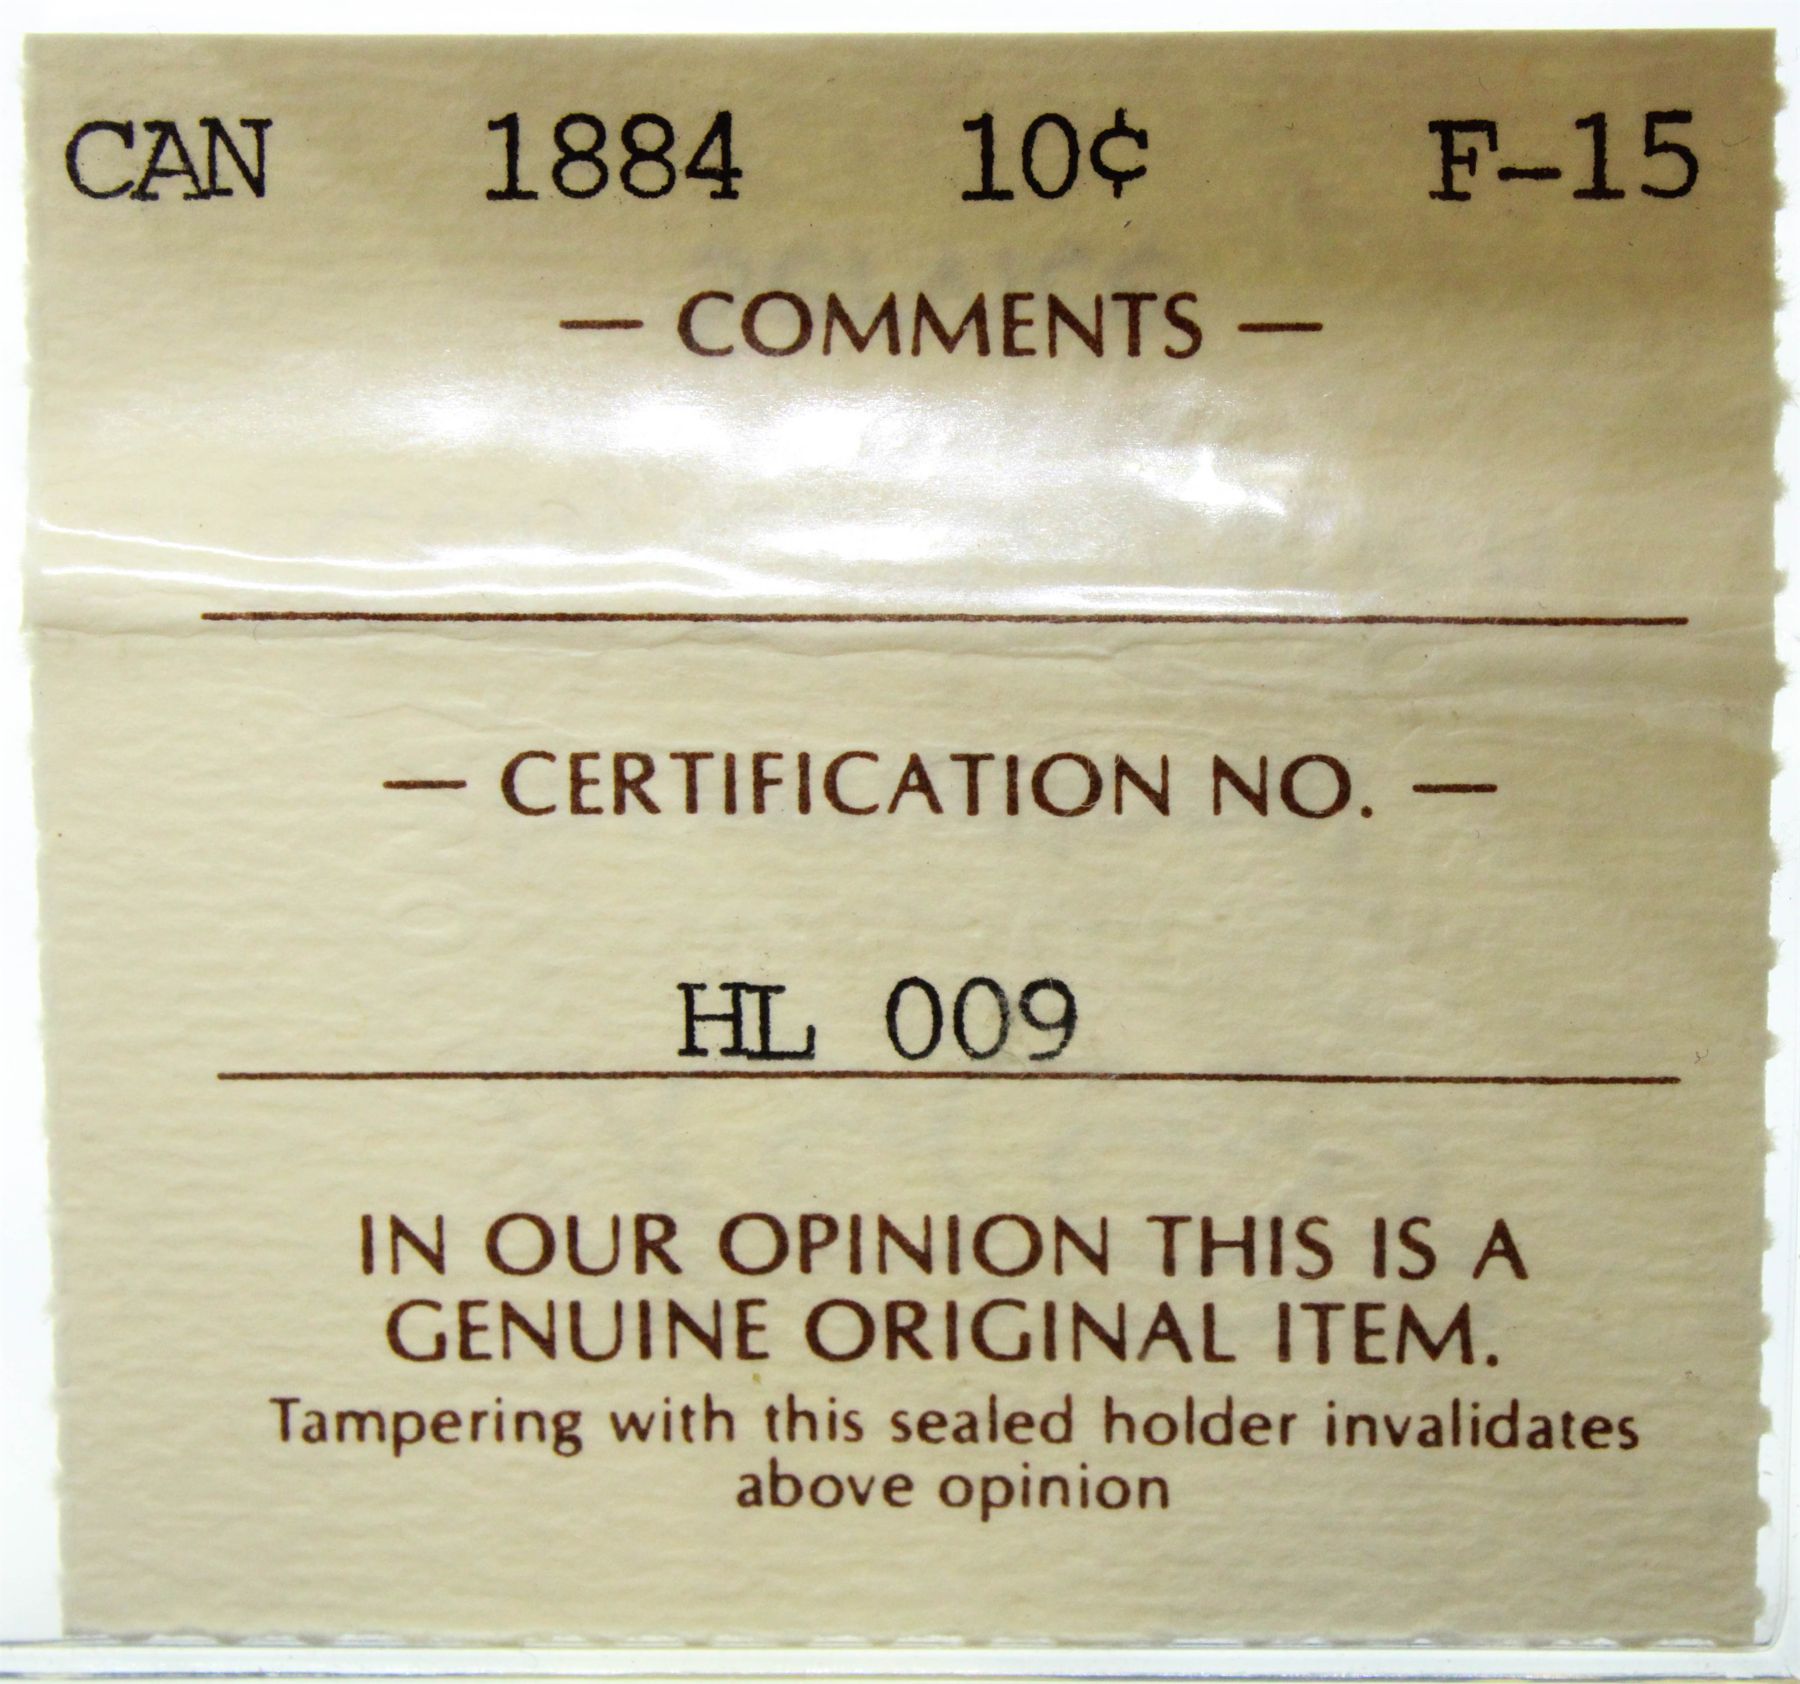 CAN 1884 10¢ F-15
— COMMENTS —
— CERTIFICATION NO. —
HL 009
IN OUR OPINION THIS IS A
GENUINE ORIGINAL ITEM.
Tampering with this sealed holder invalidates
above opinion